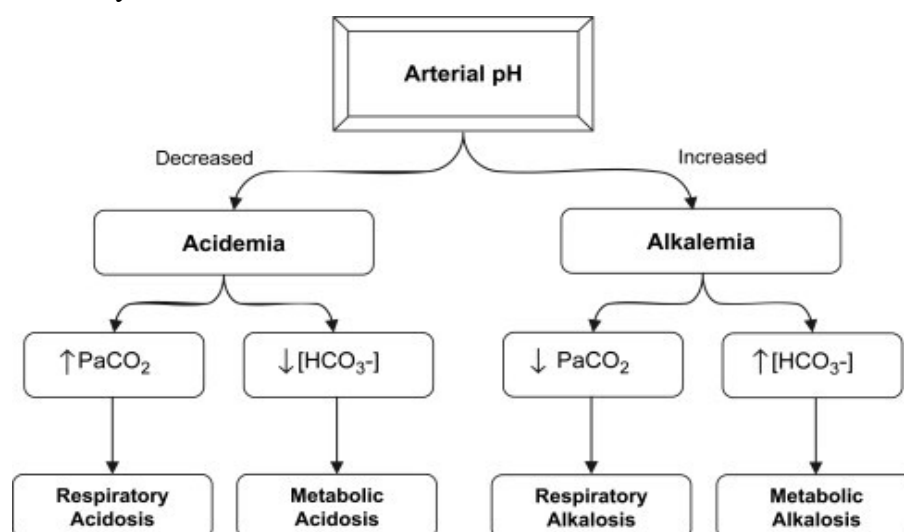 Arterial pH
Decreased
Increased
Acidemia
Alkalemia
↑PaCO₂
↓[HCO₃-]
↓ PaCO₂
↑[HCO₃-]
Respiratory
Acidosis
Metabolic
Acidosis
Respiratory
Alkalosis
Metabolic
Alkalosis